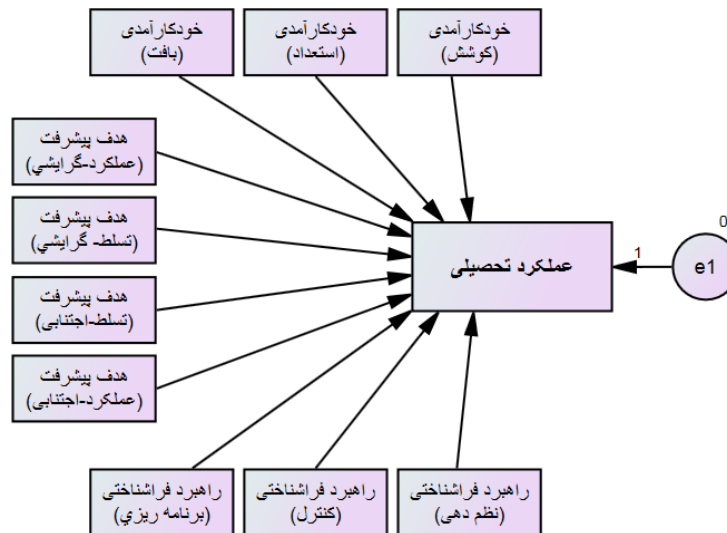 خودکارآمدی
(بافت)
خودکارآمدی
(استعداد)
خودکارآمدی
(کوشش)
هدف پیشرفت
(عملکرد-گرایشي)
هدف پیشرفت
(تسلط- گرایشي)
هدف پیشرفت
(تسلط-اجتنابی)
هدف پیشرفت
(عملکرد-اجتنابی)
عملکرد تحصیلی
1
0
e1
راهبرد فراشناختی
(برنامه ريزي)
راهبرد فراشناختی
(کنترل)
راهبرد فراشناختی
(نظم دهی)